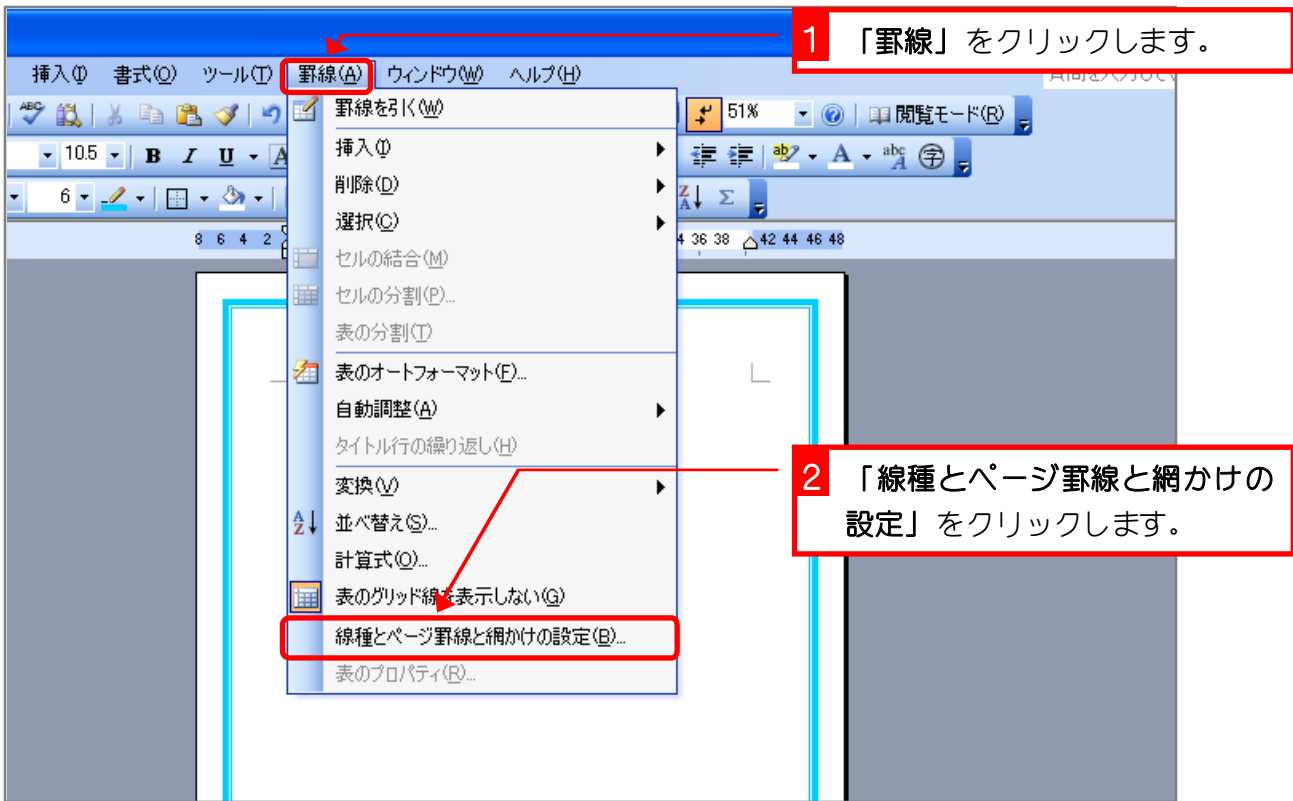 1 「罫線」をクリックします。
挿入(I) 書式(O) ツール(T) 罫線(A) ウィンドウ(W) ヘルプ(H)
罫線を引く(W)
51%
閲覧モード(R)
10.5
B I U A
挿入(I)
削除(D)
6
選択(C)
8 6 4 2
4 36 38 42 44 46 48
セルの結合(M)
セルの分割(P)...
表の分割(T)
表のオートフォーマット(F)...
自動調整(A)
タイトル行の繰り返し(H)
変換(V)
並べ替え(S)...
計算式(O)...
表のグリッド線を表示しない(G)
線種とページ罫線と網かけの設定(B)...
表のプロパティ(R)...
2 「線種とページ罫線と網かけの
設定」をクリックします。